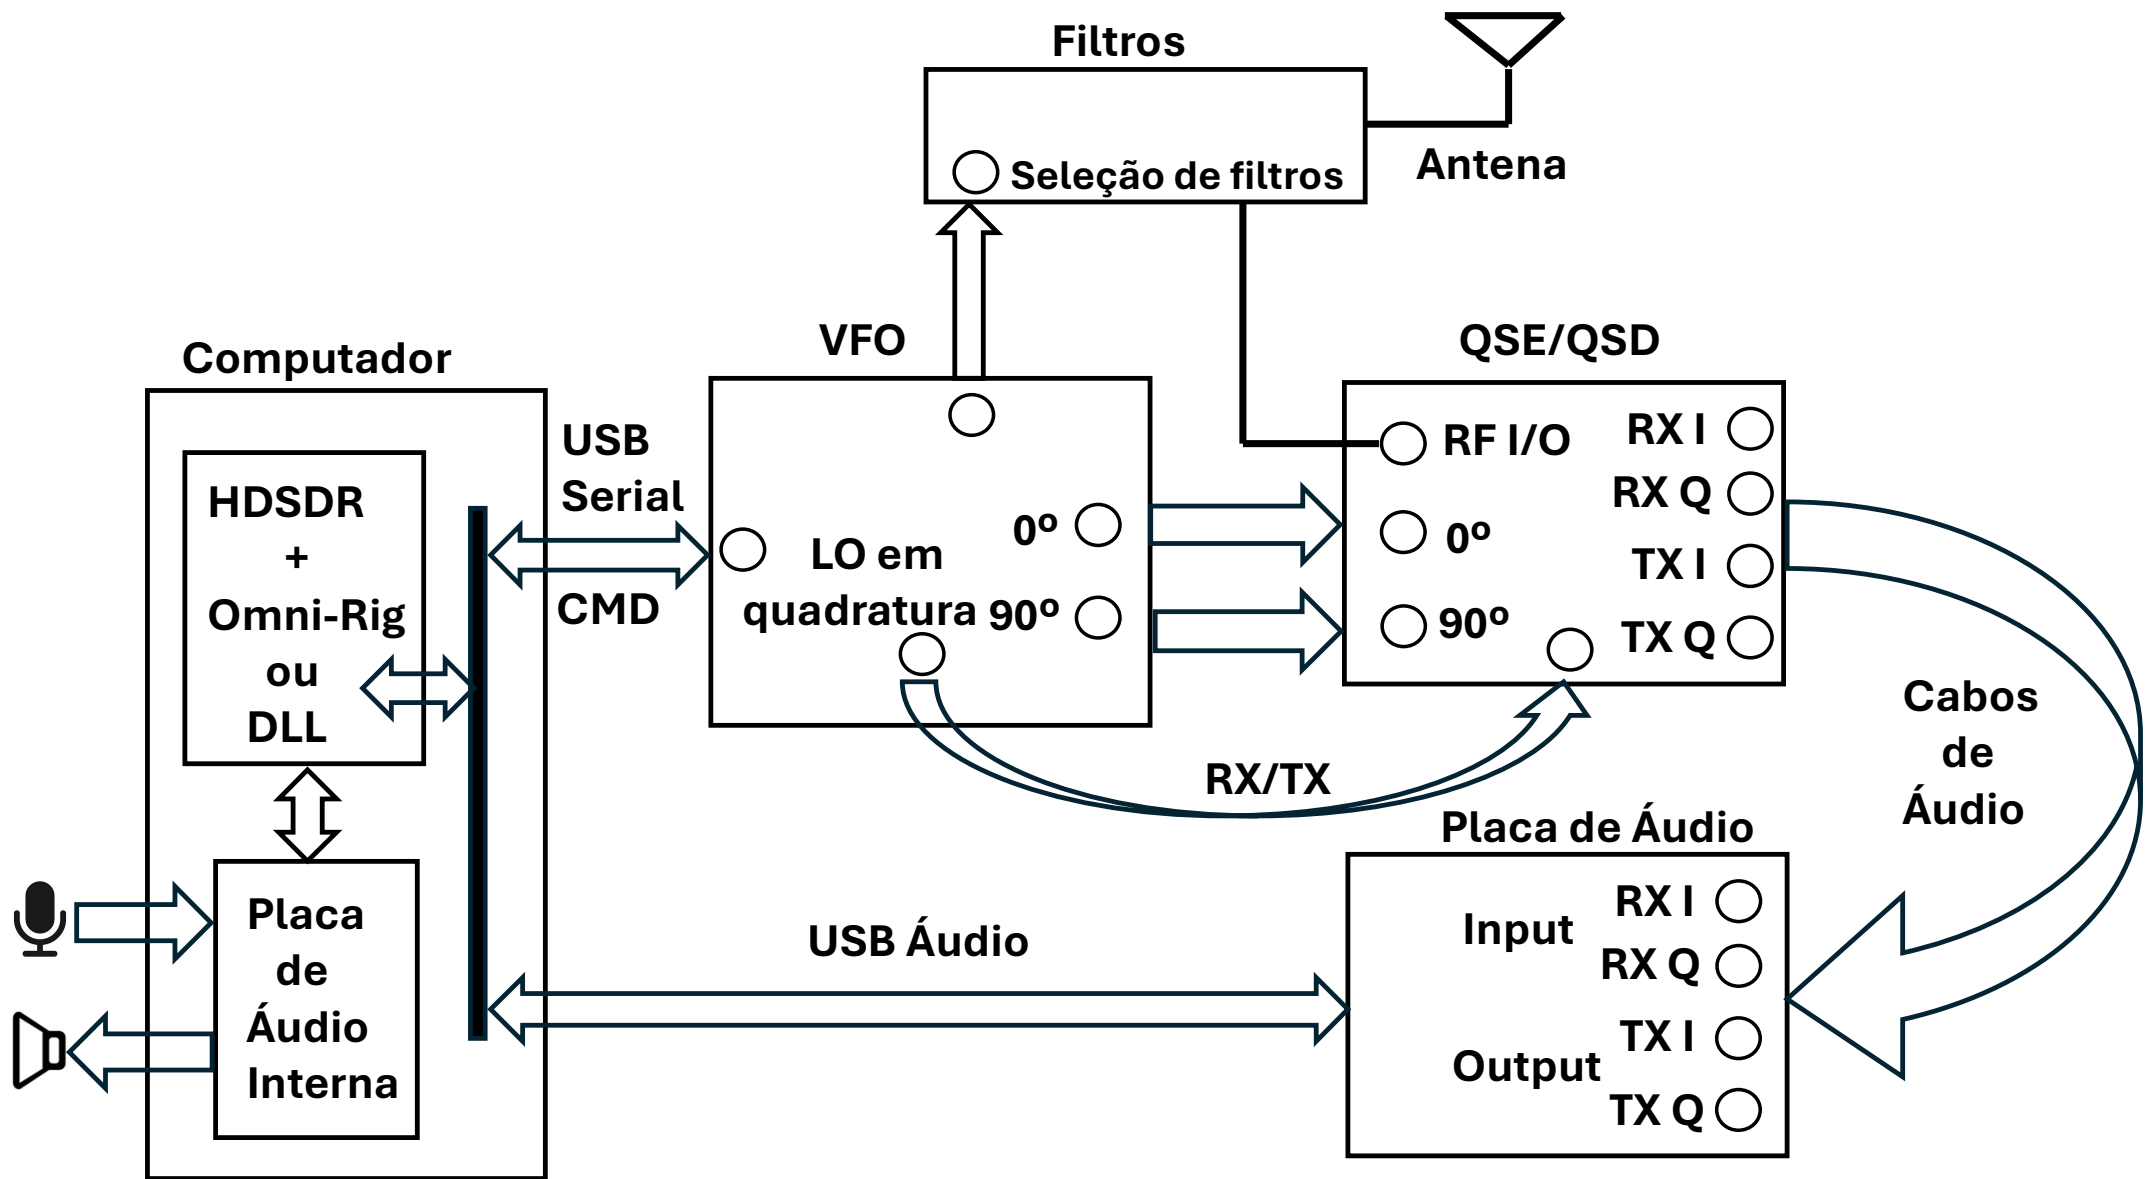 Filtros
Seleção de filtros
Antena
Computador
HDSDR
+
Omni-Rig
ou
DLL
Placa
de
Áudio
Interna
USB
Serial
CMD
VFO
LO em
quadratura
0º
90º
QSE/QSD
RF I/O
0º
90º
RX I
RX Q
TX I
TX Q
RX/TX
Cabos
de
Áudio
USB Áudio
Placa de Áudio
Input
Output
RX I
RX Q
TX I
TX Q